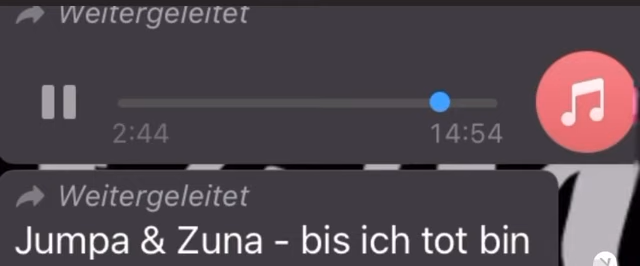 Weitergeleitet
2:44
14:54
Weitergeleitet
Jumpa & Zuna - bis ich tot bin